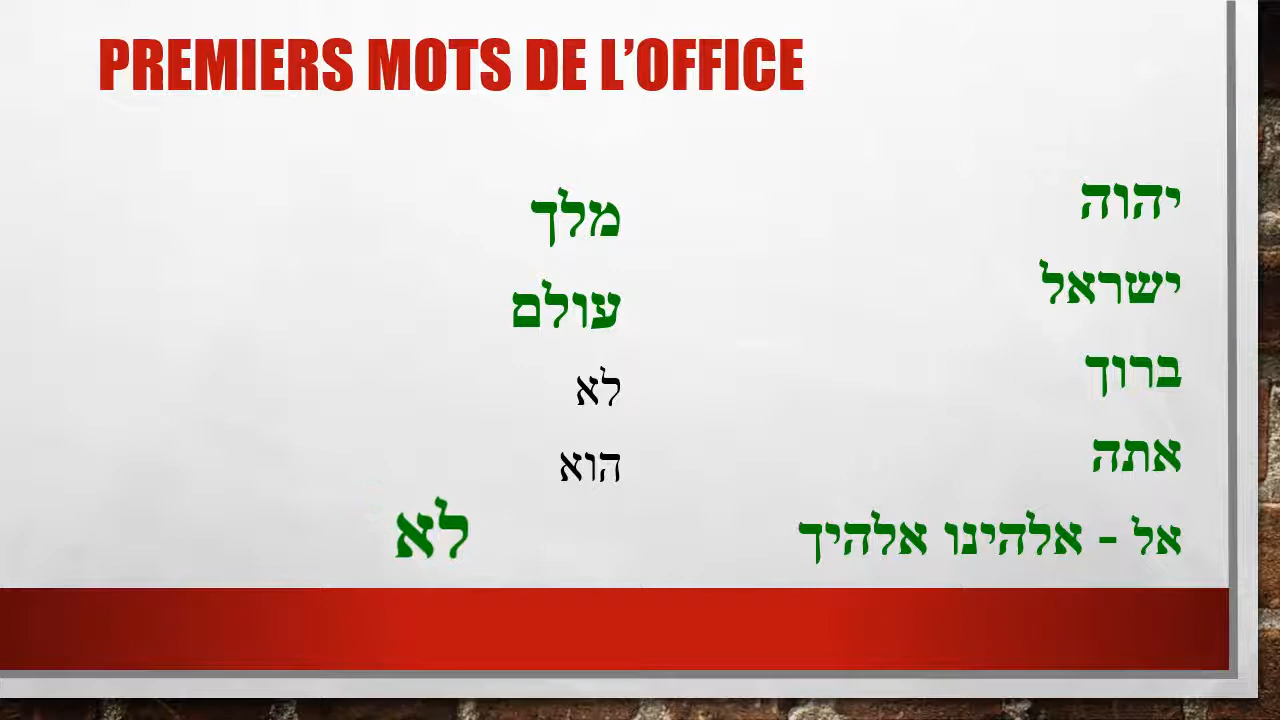 PREMIERS MOTS DE L’OFFICE
יהוה
ישראל
ברוך
אתה
אל - אלהינו אלהיך
מלך
עולם
לא
הוא
לא